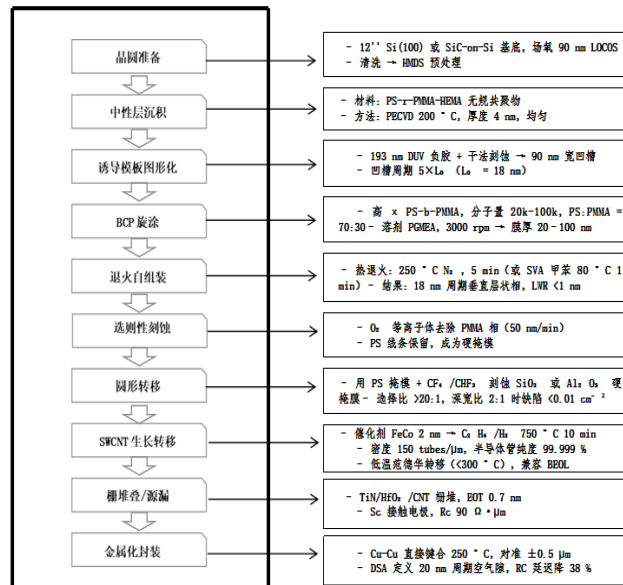 晶圆准备
- 12'' Si(100) 或 SiC-on-Si 基底，场氧 90 nm LOCOS
- 清洗 → HMDS 预处理
中性层沉积
- 材料: PS-r-PMMA-HEMA 无规共聚物
- 方法: PECVD 200 °C, 厚度 4 nm, 均匀
诱导模板图形化
- 193 nm DUV 负胶 + 干法刻蚀 → 90 nm 宽凹槽
- 凹槽周期 5×L₀ (L₀ = 18 nm)
BCP 旋涂
- 高 χ PS-b-PMMA, 分子量 20k-100k, PS:PMMA =
70:30 - 溶剂 PGMEA, 3000 rpm → 膜厚 20-100 nm
退火自组装
- 热退火: 250 °C N₂ , 5 min (或 SVA 甲苯 80 °C 1
min) - 结果: 18 nm 周期垂直层状相, LWR <1 nm
选则性刻蚀
- O₂ 等离子体去除 PMMA 相 (50 nm/min)
- PS 线条保留, 成为硬掩模
圆形转移
- 用 PS 掩模 + CF₄ /CHF₃ 刻蚀 SiO₂ 或 Al₂ O₃ 硬
掩膜 - 选择比 >20:1, 深宽比 2:1 时缺陷 <0.01 cm⁻²
SWCNT 生长转移
- 催化剂 FeCo 2 nm → C₂ H₄ /H₂ 750 °C 10 min
- 密度 150 tubes/μm, 半导体管纯度 99.999 %
- 低温范德华转移 (<300 °C), 兼容 BEOL
栅堆叠/源漏
- TiN/HfO₂ /CNT 栅堆, EOT 0.7 nm
- Sc 接触电极, Rc 90 Ω·μm
金属化封装
- Cu-Cu 直接键合 250 °C, 对准 ±0.5 μm
- DSA 定义 20 nm 周期空气隙, RC 延迟降 38 %